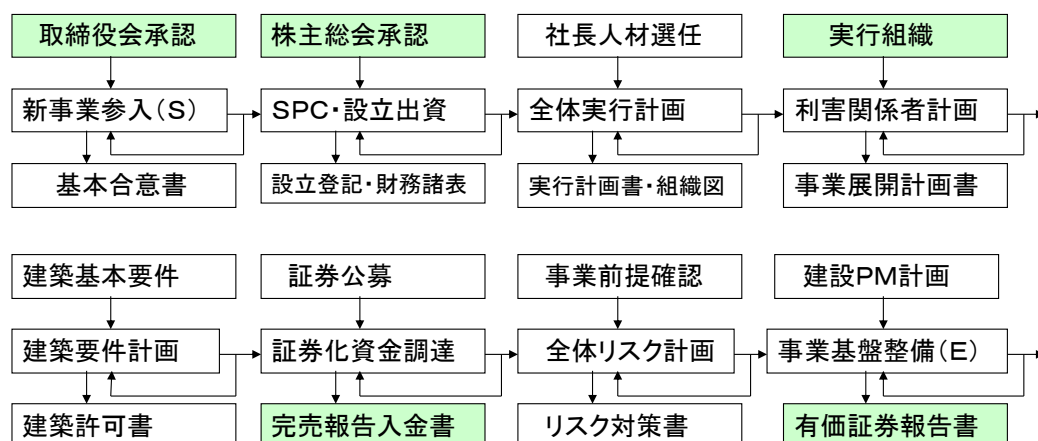 取締役会承認
株主総会承認
社長人材選任
実行組織
新事業参入(S)
SPC・設立出資
全体実行計画
利害関係者計画
基本合意書
設立登記・財務諸表
実行計画書・組織図
事業展開計画書
建築基本要件
証券公募
事業前提確認
建設PM計画
建築要件計画
証券化資金調達
全体リスク計画
事業基盤整備(E)
建築許可書
完売報告入金書
リスク対策書
有価証券報告書